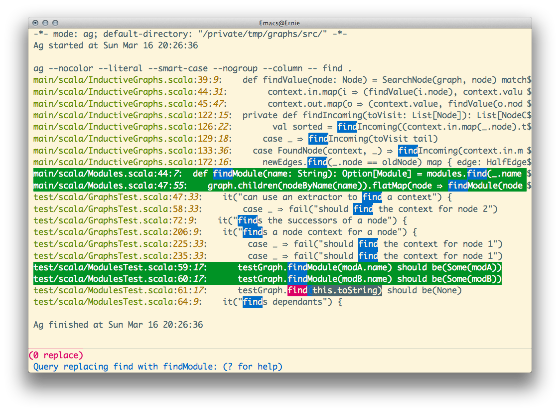 Emacs@Ernie
-*- mode: ag; default-directory: "/private/tmp/graphs/src/" -*-
Ag started at Sun Mar 16 20:26:36
ag --nocolor --literal --smart-case --nogroup --column -- find .
main/scala/InductiveGraphs.scala:39:9: def findValue(node: Node) = SearchNode(graph, node) match$
main/scala/InductiveGraphs.scala:44:31: context.in.map(i ⇒ (findValue(i.node), context.valu $
main/scala/InductiveGraphs.scala:45:47: context.out.map(o ⇒ (context.value, findValue(o.nod $
main/scala/InductiveGraphs.scala:122:15: private def findIncoming(toVisit: List[Node]): List[NodeC$
main/scala/InductiveGraphs.scala:126:22: val sorted = findIncoming((context.in.map(_.node).t$
main/scala/InductiveGraphs.scala:129:18: case _ ⇒ findIncoming(toVisit tail)
main/scala/InductiveGraphs.scala:133:36: case FoundNode(context, _) ⇒ findIncoming(context.in.m $
main/scala/InductiveGraphs.scala:172:16: newEdges.find(_.node == oldNode) map { edge: HalfEdge$
main/scala/Modules.scala:44:7: def findModule(name: String): Option[Module] = modules.find(_.name $
main/scala/Modules.scala:47:55: graph.children(nodeByName(name)).flatMap(node ⇒ findModule(node $
test/scala/GraphsTest.scala:47:33: it("can use an extractor to find a context") {
test/scala/GraphsTest.scala:58:33: case _ ⇒ fail("should find the context for node 2")
test/scala/GraphsTest.scala:72:9: it("finds the successors of a node") {
test/scala/GraphsTest.scala:206:9: it("finds a node context for a node") {
test/scala/GraphsTest.scala:225:33: case _ ⇒ fail("should find the context for node 1")
test/scala/GraphsTest.scala:235:33: case _ ⇒ fail("should find the context for node 1")
test/scala/ModulesTest.scala:59:17: testGraph.findModule(modA.name) should be(Some(modA))
test/scala/ModulesTest.scala:60:17: testGraph.findModule(modB.name) should be(Some(modB))
test/scala/ModulesTest.scala:61:17: testGraph.find this.toString) should be(None)
test/scala/ModulesTest.scala:64:9: it("finds dependants") {
Ag finished at Sun Mar 16 20:26:36
(0 replace)
Query replacing find with findModule: (? for help)